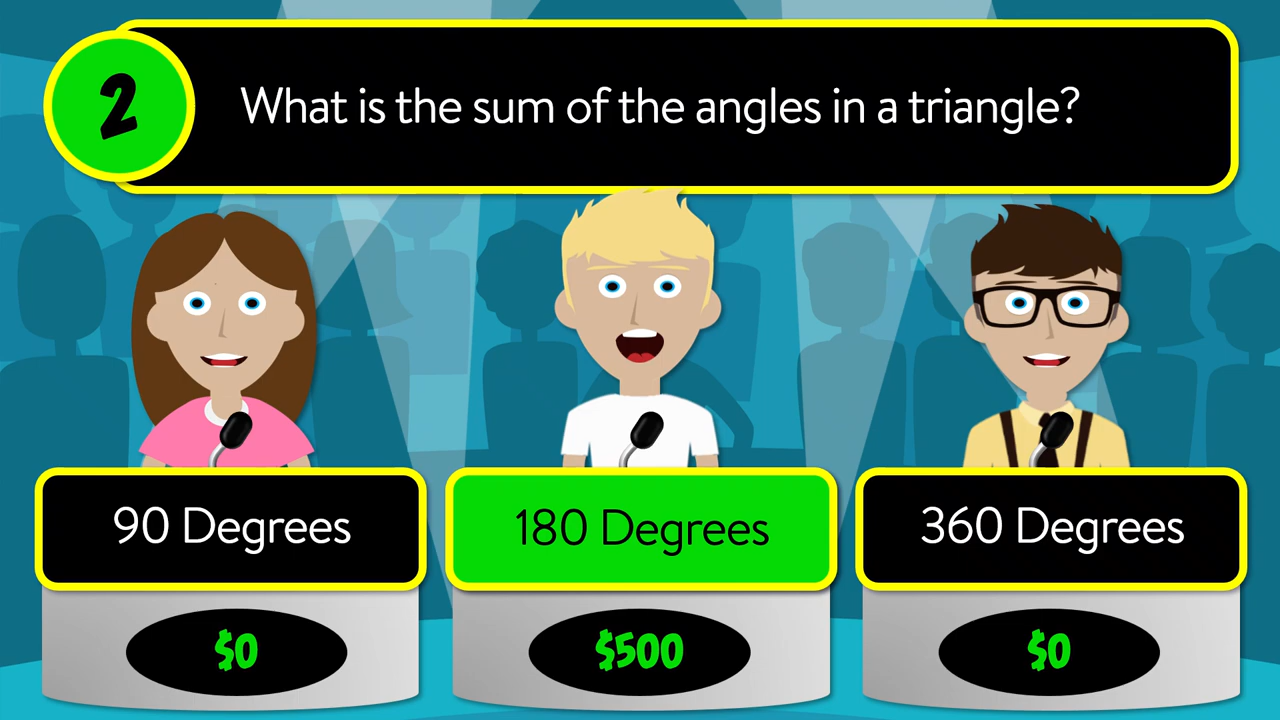 2
What is the sum of the angles in a triangle?
90 Degrees
180 Degrees
360 Degrees
$0
$500
$0